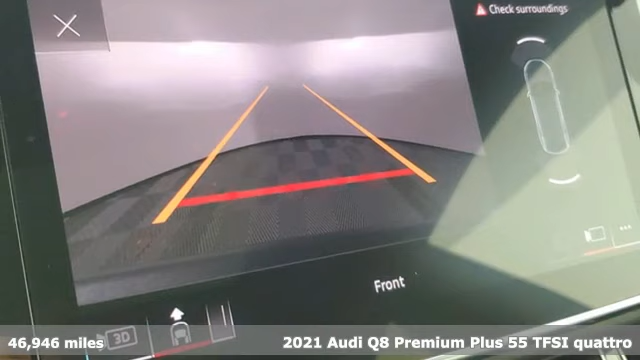 Check surroundings
Front
3D
46,946 miles
2021 Audi Q8 Premium Plus 55 TFSI quattro